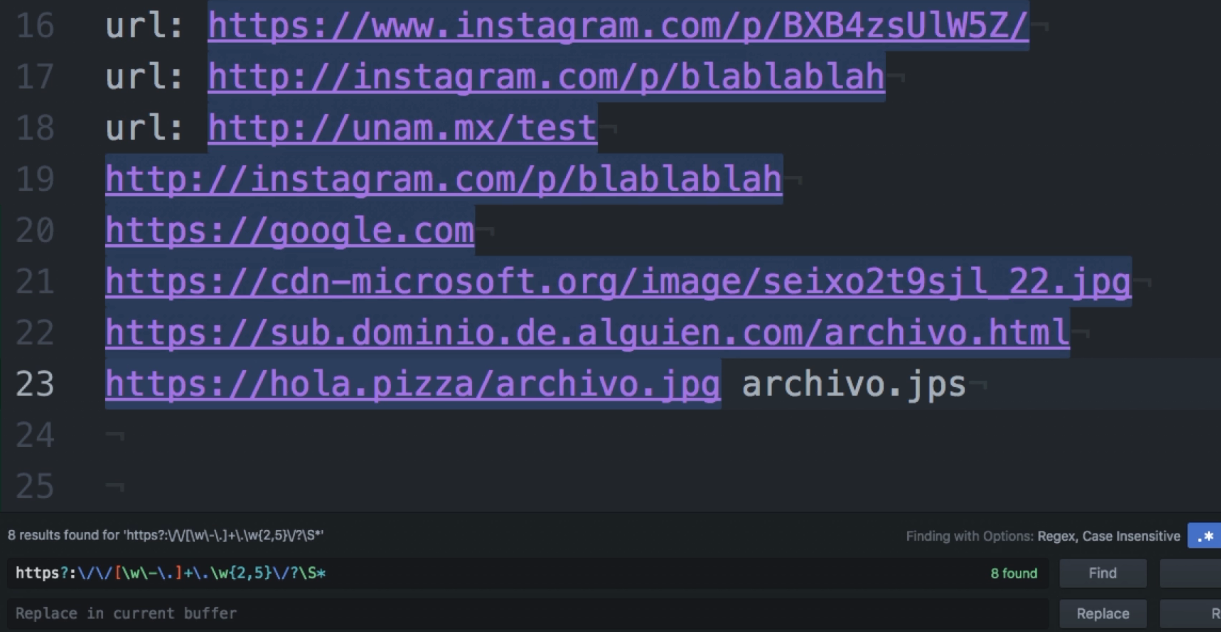 16 url: https://www.instagram.com/p/BXB4zsUlW5Z/
17 url: http://instagram.com/p/blablablah
18 url: http://unam.mx/test
19 http://instagram.com/p/blablablah
20 https://google.com
21 https://cdn-microsoft.org/image/seixo2t9sjl_22.jpg
22 https://sub.dominio.de.alguien.com/archivo.html
23 https://hola.pizza/archivo.jpg archivo.jps
24
25
8 results found for 'https?:\/\/[\w\-\.]+\.\w{2,5}\/?\S*' Finding with Options: Regex, Case Insensitive .*
https?:\/\/[\w\-\.]+\.\w{2,5}\/?\S* 8 found Find
Replace in current buffer Replace R